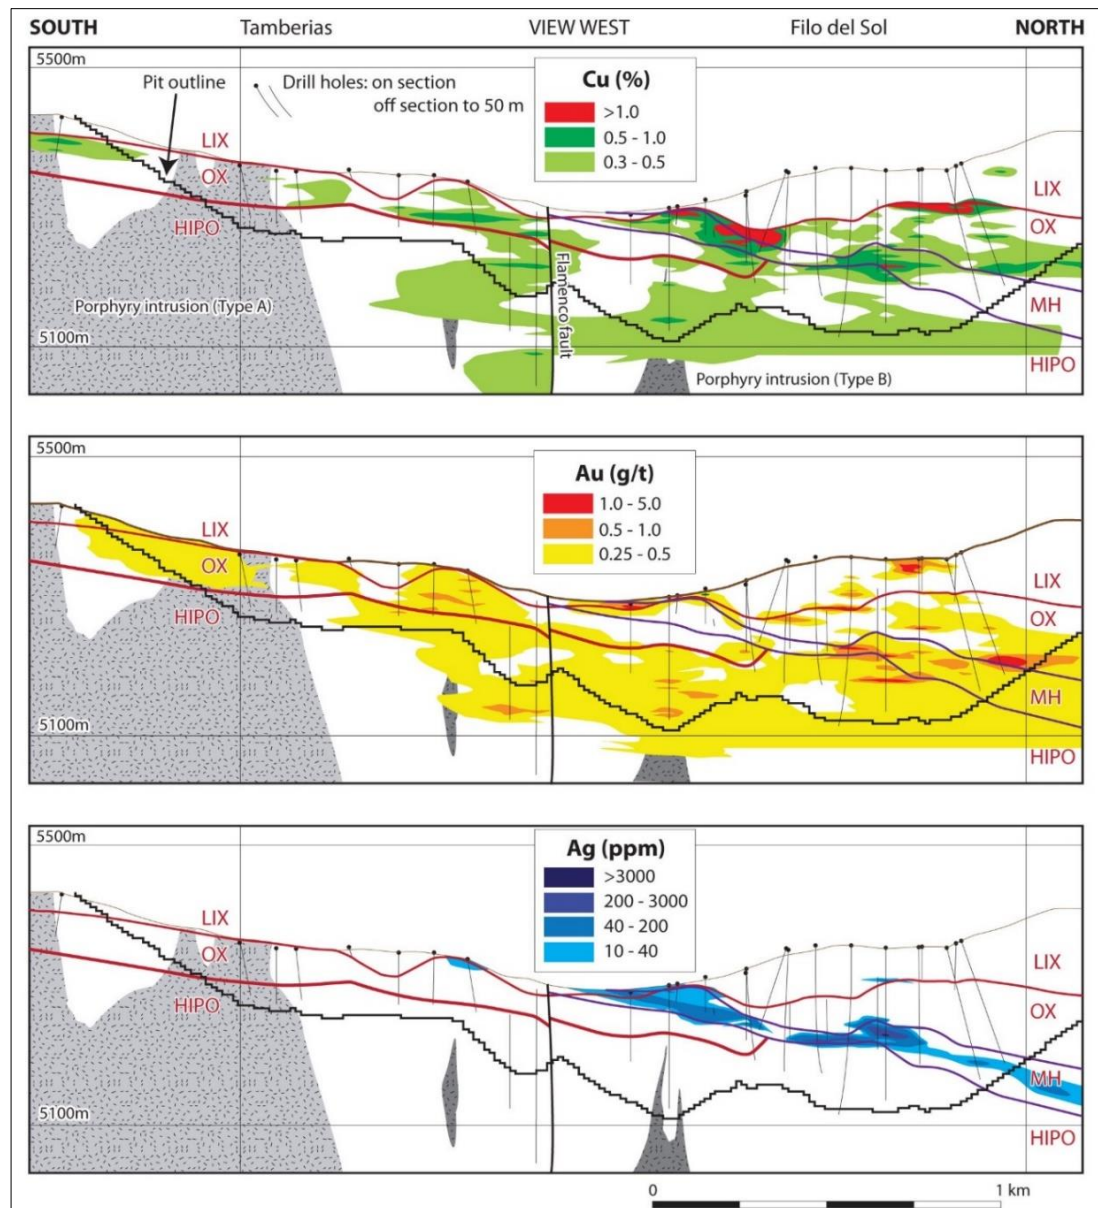 SOUTH Tamberias VIEW WEST Filo del Sol NORTH
5500m
Pit outline
Drill holes: on section
off section to 50 m
Cu (%)
>1.0
0.5 - 1.0
0.3 - 0.5
LIX
OX
HIPO
LIX
OX
MH
HIPO
Flamenco fault
Porphyry intrusion (Type A)
5100m
Porphyry intrusion (Type B)
5500m
Au (g/t)
1.0 - 5.0
0.5 - 1.0
0.25 - 0.5
LIX
OX
HIPO
LIX
OX
MH
HIPO
5100m
5500m
Ag (ppm)
>3000
200 - 3000
40 - 200
10 - 40
LIX
OX
HIPO
LIX
OX
MH
HIPO
5100m
0 1 km